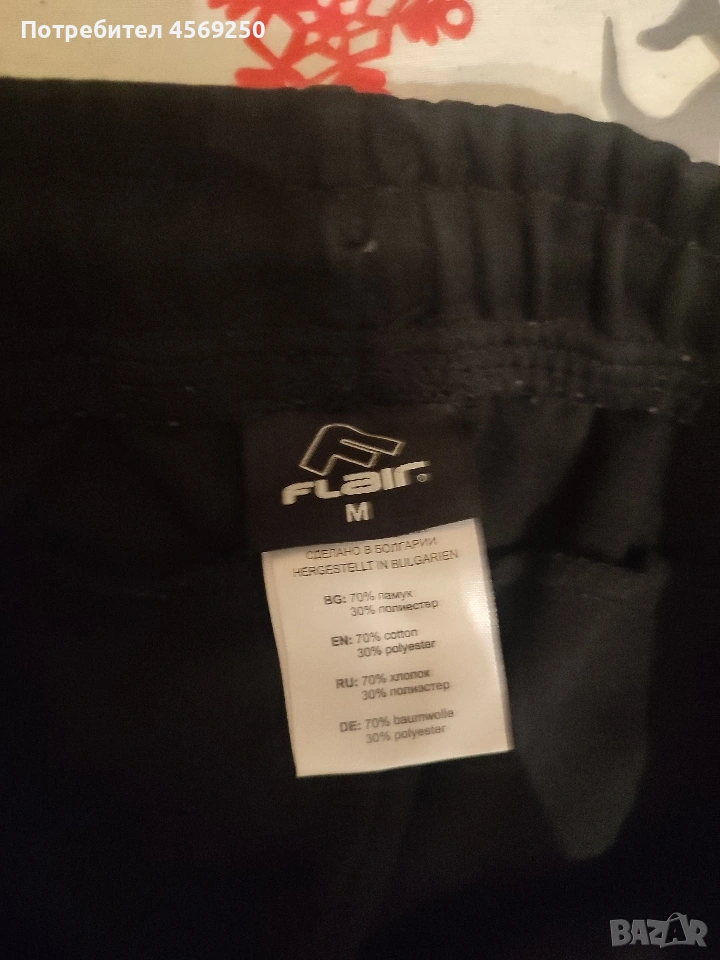 Потребител 4569250
FLair®
M
СДЕЛАНО В БОЛГАРИИ
HERGESTELLT IN BULGARIEN
BG: 70% памук
30% полиестер
EN: 70% cotton
30% polyester
RU: 70% хлопок
30% полиэстер
DE: 70% baumwolle
30% polyester
BAZAR